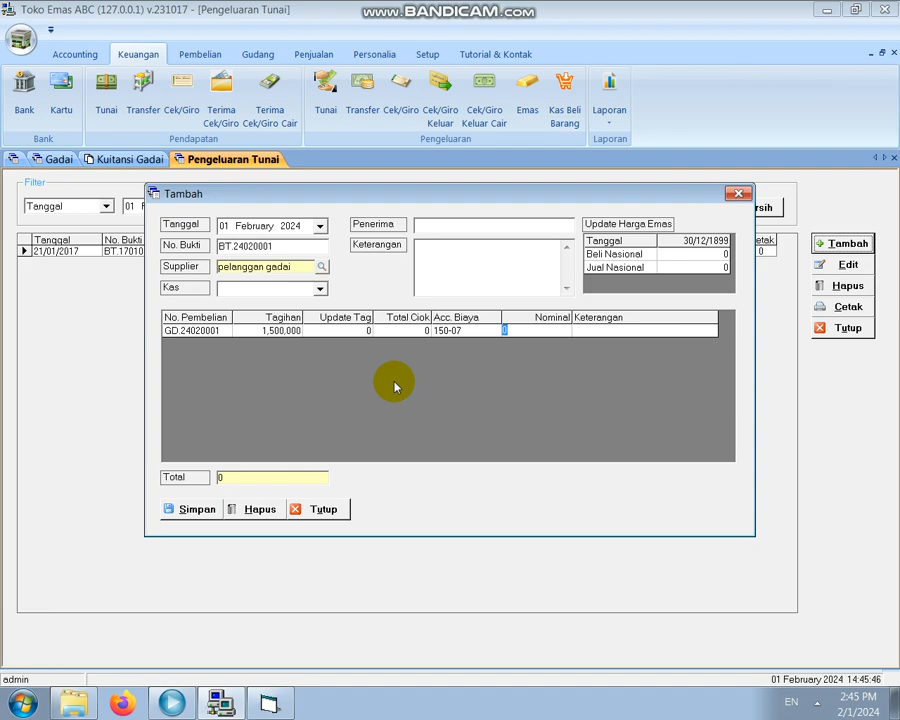 Toko Emas ABC (127.0.0.1) v.231017 - [Pengeluaran Tunai]
www.BANDICAM.com
Accounting Keuangan Pembelian Gudang Penjualan Personalia Setup Tutorial & Kontak
Bank Kartu Tunai Transfer Cek/Giro Terima Cek/Giro Terima Cek/Giro Cair Tunai Transfer Cek/Giro Cek/Giro Keluar Cek/Giro Keluar Cair Emas Kas Beli Barang Laporan
Bank Pendapatan Pengeluaran Laporan
Gadai Kuitansi Gadai Pengeluaran Tunai
Filter
Tanggal
Tanggal No. Bukti
21/01/2017 BT.17010
0
Tambah
Edit
Hapus
Cetak
Tutup
Tambah
Tanggal 01 February 2024 Penerima Update Harga Emas
No. Bukti BT.24020001 Keterangan Tanggal 30/12/1899
Beli Nasional 0
Supplier pelanggan gadai Jual Nasional 0
Kas
No. Pembelian Tagihan Update Tag Total Ciok Acc. Biaya Nominal Keterangan
GD.24020001 1,500,000 0 0 150-07 0
Total 0
Simpan Hapus Tutup
admin 01 February 2024 14:45:46
EN 2:45 PM
2/1/2024